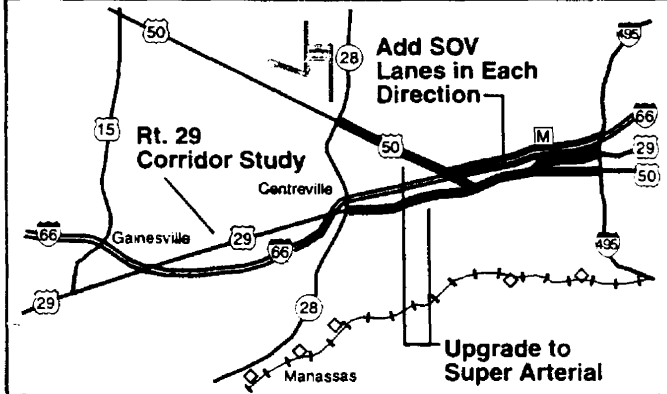 50
28
Add SOV
Lanes in Each
Direction
495
66
M
15
Rt. 29
Corridor Study
50
29
50
Centreville
66
Gainesville
29
66
495
29
28
Manassas
Upgrade to
Super Arterial